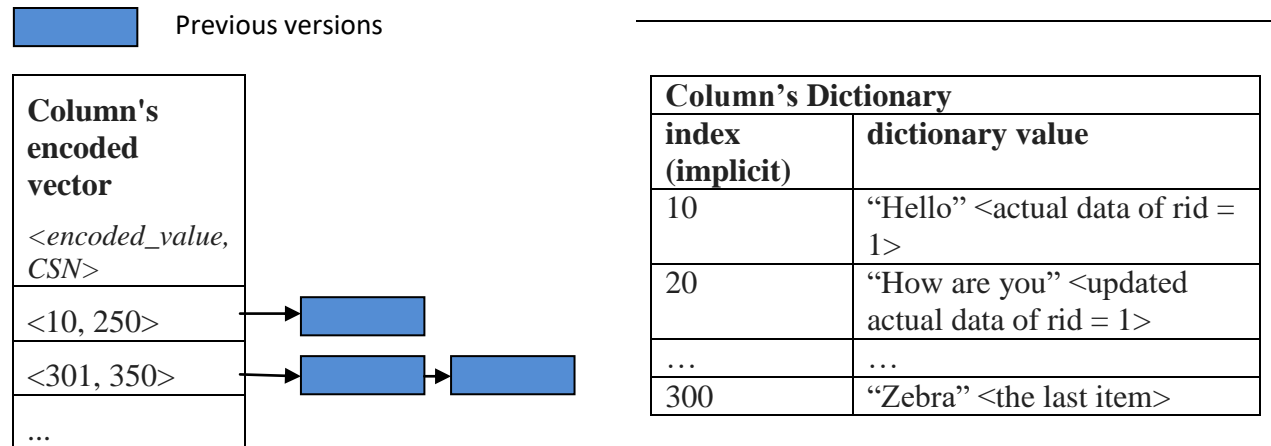 Previous versions
Column's
encoded
vector
<encoded_value,
CSN>
<10, 250>
<301, 350>
...
Column’s Dictionary
index
(implicit)
dictionary value
10
“Hello” <actual data of rid =
1>
20
“How are you” <updated
actual data of rid = 1>
…
…
300
“Zebra” <the last item>